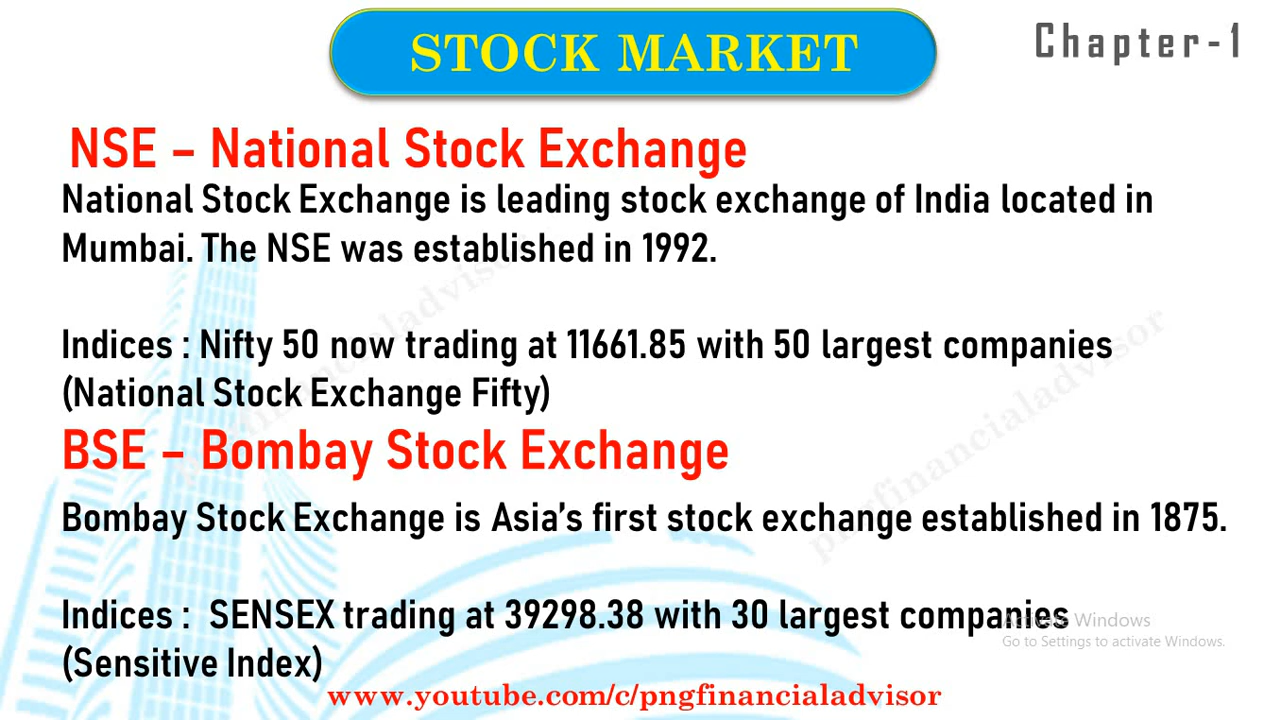 STOCK MARKET
Chapter-1
NSE – National Stock Exchange
National Stock Exchange is leading stock exchange of India located in
Mumbai. The NSE was established in 1992.
Indices : Nifty 50 now trading at 11661.85 with 50 largest companies
(National Stock Exchange Fifty)
BSE – Bombay Stock Exchange
Bombay Stock Exchange is Asia's first stock exchange established in 1875.
Indices :  SENSEX trading at 39298.38 with 30 largest companies
(Sensitive Index)
Activate Windows
Go to Settings to activate Windows.
www.youtube.com/c/pngfinancialadvisor
pngfinancialadvisor
pngfinancialadvisor